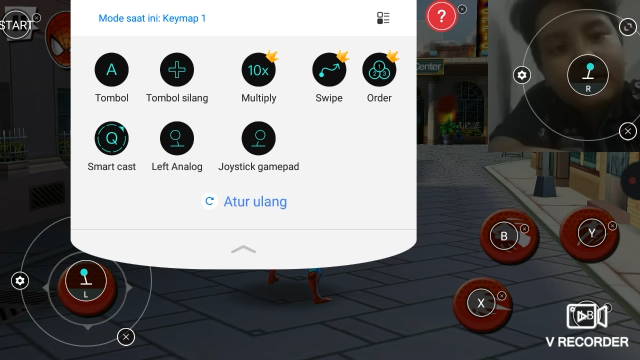 START
Mode saat ini: Keymap 1
?
A
10x
Tombol
Tombol silang
Multiply
Swipe
Order
Center
R
Q
Smart cast
Left Analog
Joystick gamepad
Atur ulang
L
B
Y
X
V RECORDER